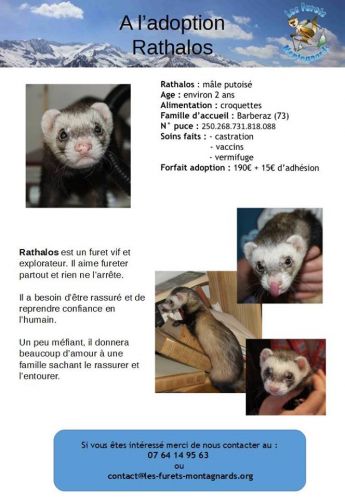 A l'adoption
Rathalos
Les Furets
Montagnards
Rathalos : mâle putoisé
Age : environ 2 ans
Alimentation : croquettes
Famille d'accueil : Barberaz (73)
N° puce : 250.268.731.818.088
Soins faits : - castration
- vaccins
- vermifuge
Forfait adoption : 190€ + 15€ d'adhésion
Rathalos est un furet vif et
explorateur. Il aime fureter
partout et rien ne l'arrête.
Il a besoin d'être rassuré et de
reprendre confiance en
l'humain.
Un peu méfiant, il donnera
beaucoup d'amour à une
famille sachant le rassurer et
l'entourer.
Si vous êtes intéressé merci de nous contacter au :
07 64 14 95 63
ou
contact@les-furets-montagnards.org